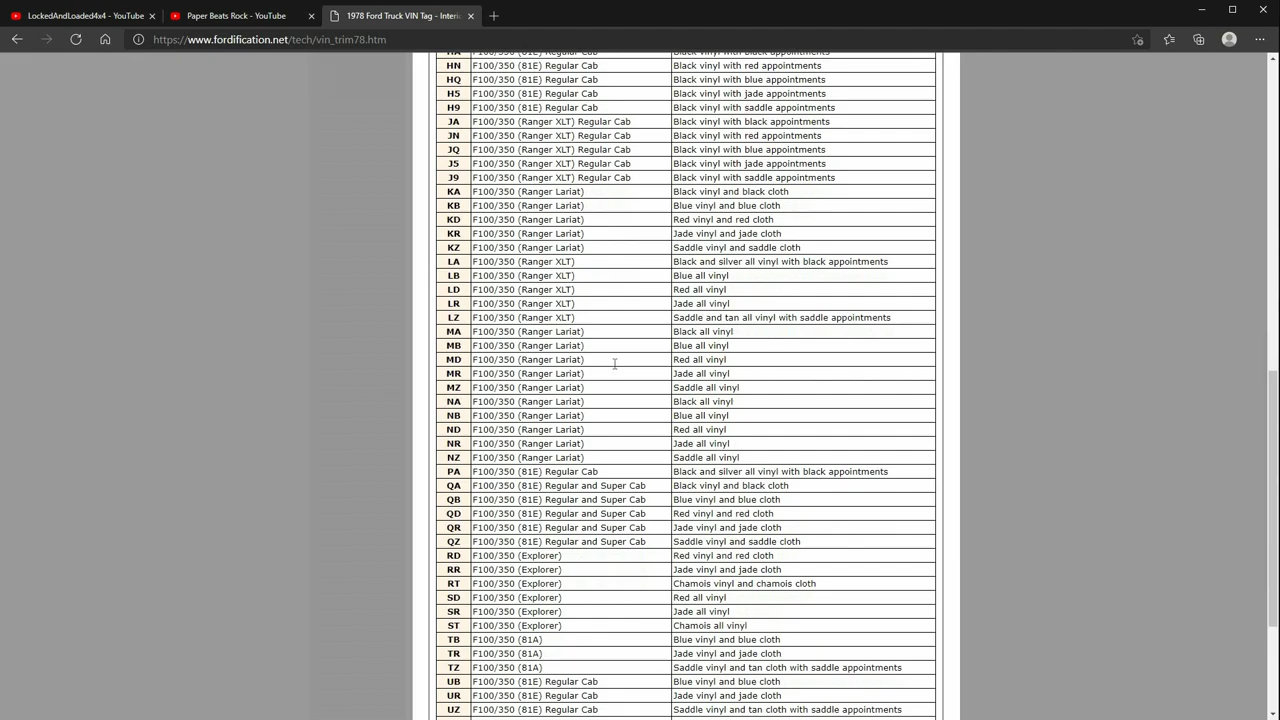 LockedAndLoaded4x4 - YouTube
Paper Beats Rock - YouTube
1978 Ford Truck VIN Tag - Interi
https://www.fordification.net/tech/vin_trim78.htm
HA F100/350 (81E) Regular Cab Black vinyl with black appointments
HN F100/350 (81E) Regular Cab Black vinyl with red appointments
HQ F100/350 (81E) Regular Cab Black vinyl with blue appointments
H5 F100/350 (81E) Regular Cab Black vinyl with jade appointments
H9 F100/350 (81E) Regular Cab Black vinyl with saddle appointments
JA F100/350 (Ranger XLT) Regular Cab Black vinyl with black appointments
JN F100/350 (Ranger XLT) Regular Cab Black vinyl with red appointments
JQ F100/350 (Ranger XLT) Regular Cab Black vinyl with blue appointments
J5 F100/350 (Ranger XLT) Regular Cab Black vinyl with jade appointments
J9 F100/350 (Ranger XLT) Regular Cab Black vinyl with saddle appointments
KA F100/350 (Ranger Lariat) Black vinyl and black cloth
KB F100/350 (Ranger Lariat) Blue vinyl and blue cloth
KD F100/350 (Ranger Lariat) Red vinyl and red cloth
KR F100/350 (Ranger Lariat) Jade vinyl and jade cloth
KZ F100/350 (Ranger Lariat) Saddle vinyl and saddle cloth
LA F100/350 (Ranger XLT) Black and silver all vinyl with black appointments
LB F100/350 (Ranger XLT) Blue all vinyl
LD F100/350 (Ranger XLT) Red all vinyl
LR F100/350 (Ranger XLT) Jade all vinyl
LZ F100/350 (Ranger XLT) Saddle and tan all vinyl with saddle appointments
MA F100/350 (Ranger Lariat) Black all vinyl
MB F100/350 (Ranger Lariat) Blue all vinyl
MD F100/350 (Ranger Lariat) Red all vinyl
MR F100/350 (Ranger Lariat) Jade all vinyl
MZ F100/350 (Ranger Lariat) Saddle all vinyl
NA F100/350 (Ranger Lariat) Black all vinyl
NB F100/350 (Ranger Lariat) Blue all vinyl
ND F100/350 (Ranger Lariat) Red all vinyl
NR F100/350 (Ranger Lariat) Jade all vinyl
NZ F100/350 (Ranger Lariat) Saddle all vinyl
PA F100/350 (81E) Regular Cab Black and silver all vinyl with black appointments
QA F100/350 (81E) Regular and Super Cab Black vinyl and black cloth
QB F100/350 (81E) Regular and Super Cab Blue vinyl and blue cloth
QD F100/350 (81E) Regular and Super Cab Red vinyl and red cloth
QR F100/350 (81E) Regular and Super Cab Jade vinyl and jade cloth
QZ F100/350 (81E) Regular and Super Cab Saddle vinyl and saddle cloth
RD F100/350 (Explorer) Red vinyl and red cloth
RR F100/350 (Explorer) Jade vinyl and jade cloth
RT F100/350 (Explorer) Chamois vinyl and chamois cloth
SD F100/350 (Explorer) Red all vinyl
SR F100/350 (Explorer) Jade all vinyl
ST F100/350 (Explorer) Chamois all vinyl
TB F100/350 (81A) Blue vinyl and blue cloth
TR F100/350 (81A) Jade vinyl and jade cloth
TZ F100/350 (81A) Saddle vinyl and tan cloth with saddle appointments
UB F100/350 (81E) Regular Cab Blue vinyl and blue cloth
UR F100/350 (81E) Regular Cab Jade vinyl and jade cloth
UZ F100/350 (81E) Regular Cab Saddle vinyl and tan cloth with saddle appointments